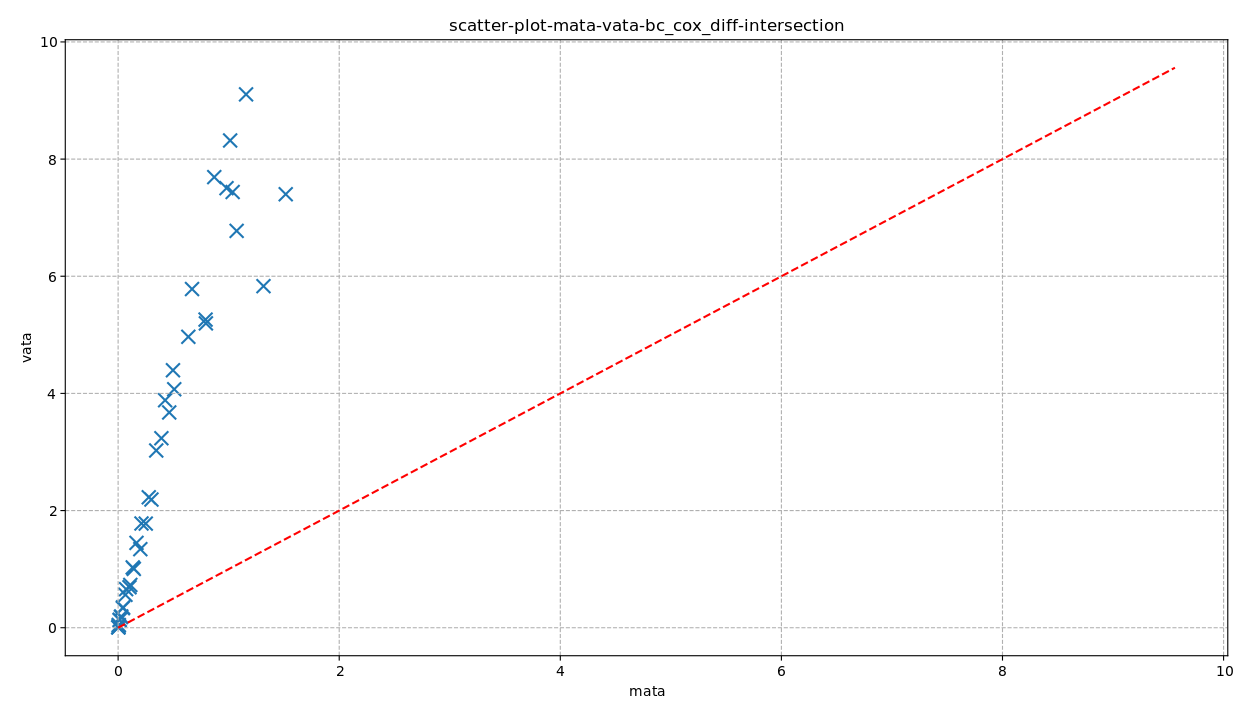 scatter-plot-mata-vata-bc_cox_diff-intersection
10
8
6
4
2
0
vata
0 2 4 6 8 10
mata